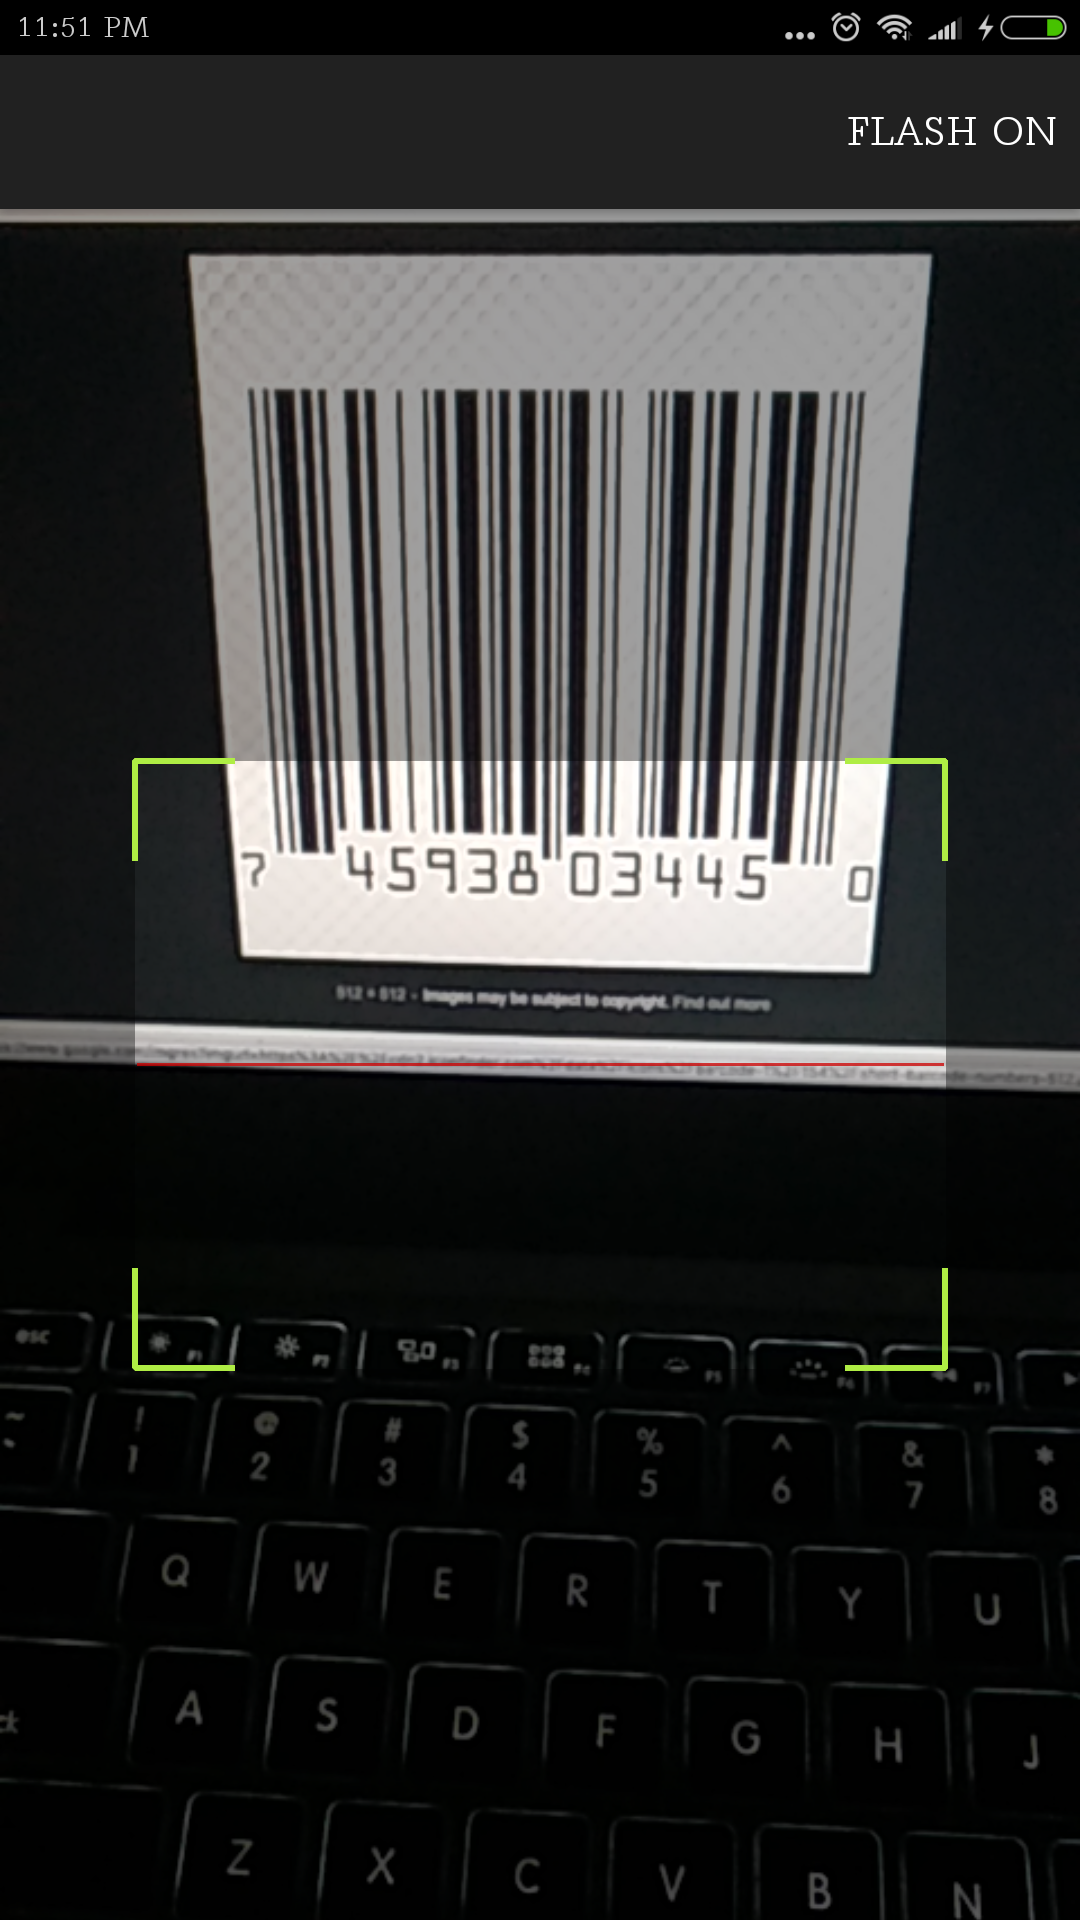 11:51 PM
FLASH ON
7 45938 03445 0
512 × 512 - Images may be subject to copyright. Find out more
esc F1 F2 F3 F4 F5 F6 F7
~ ! @ # $ % ^ & *
1 2 3 4 5 6 7 8
Q W E R T Y U
A S D F G H J
Z X C V B N